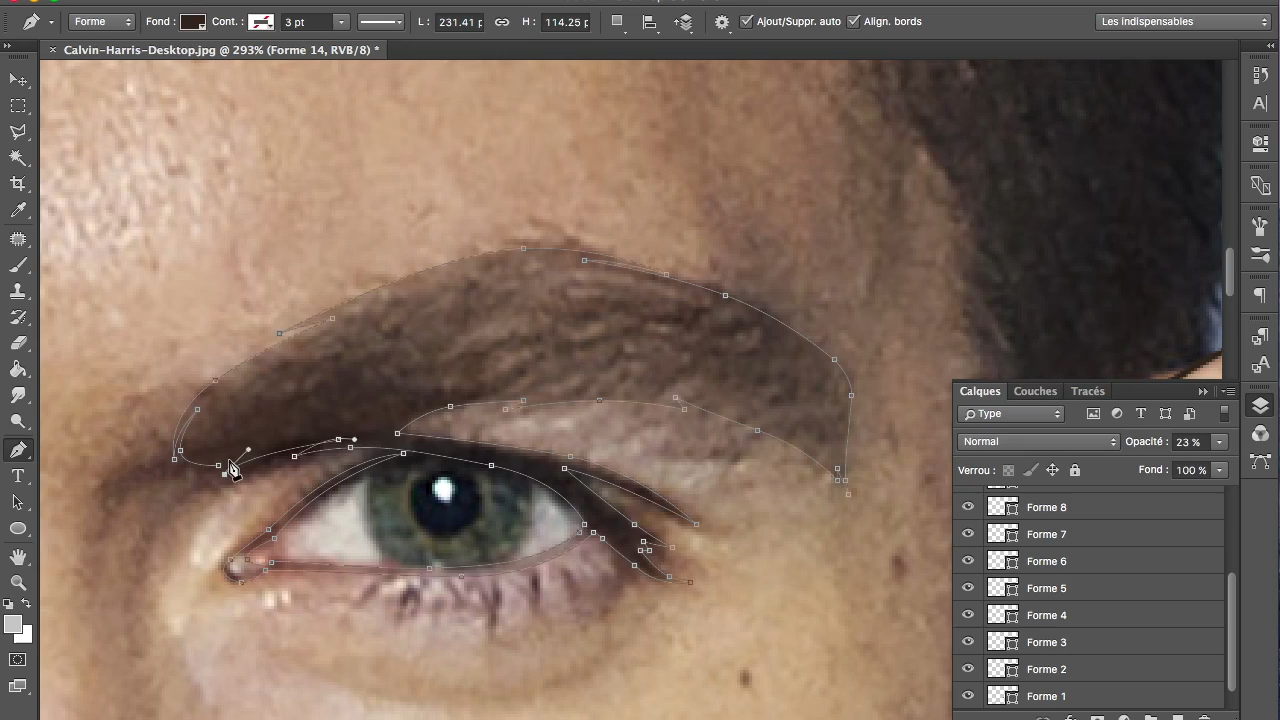 Forme Fond : Cont. : 3 pt L : 231.41 p H : 114.25 p Ajout/Suppr. auto Align. bords Les indispensables
× Calvin-Harris-Desktop.jpg @ 293% (Forme 14, RVB/8) *
Calques Couches Tracés
Type
Normal Opacité : 23 %
Verrou : Fond : 100 %
Forme 8
Forme 7
Forme 6
Forme 5
Forme 4
Forme 3
Forme 2
Forme 1